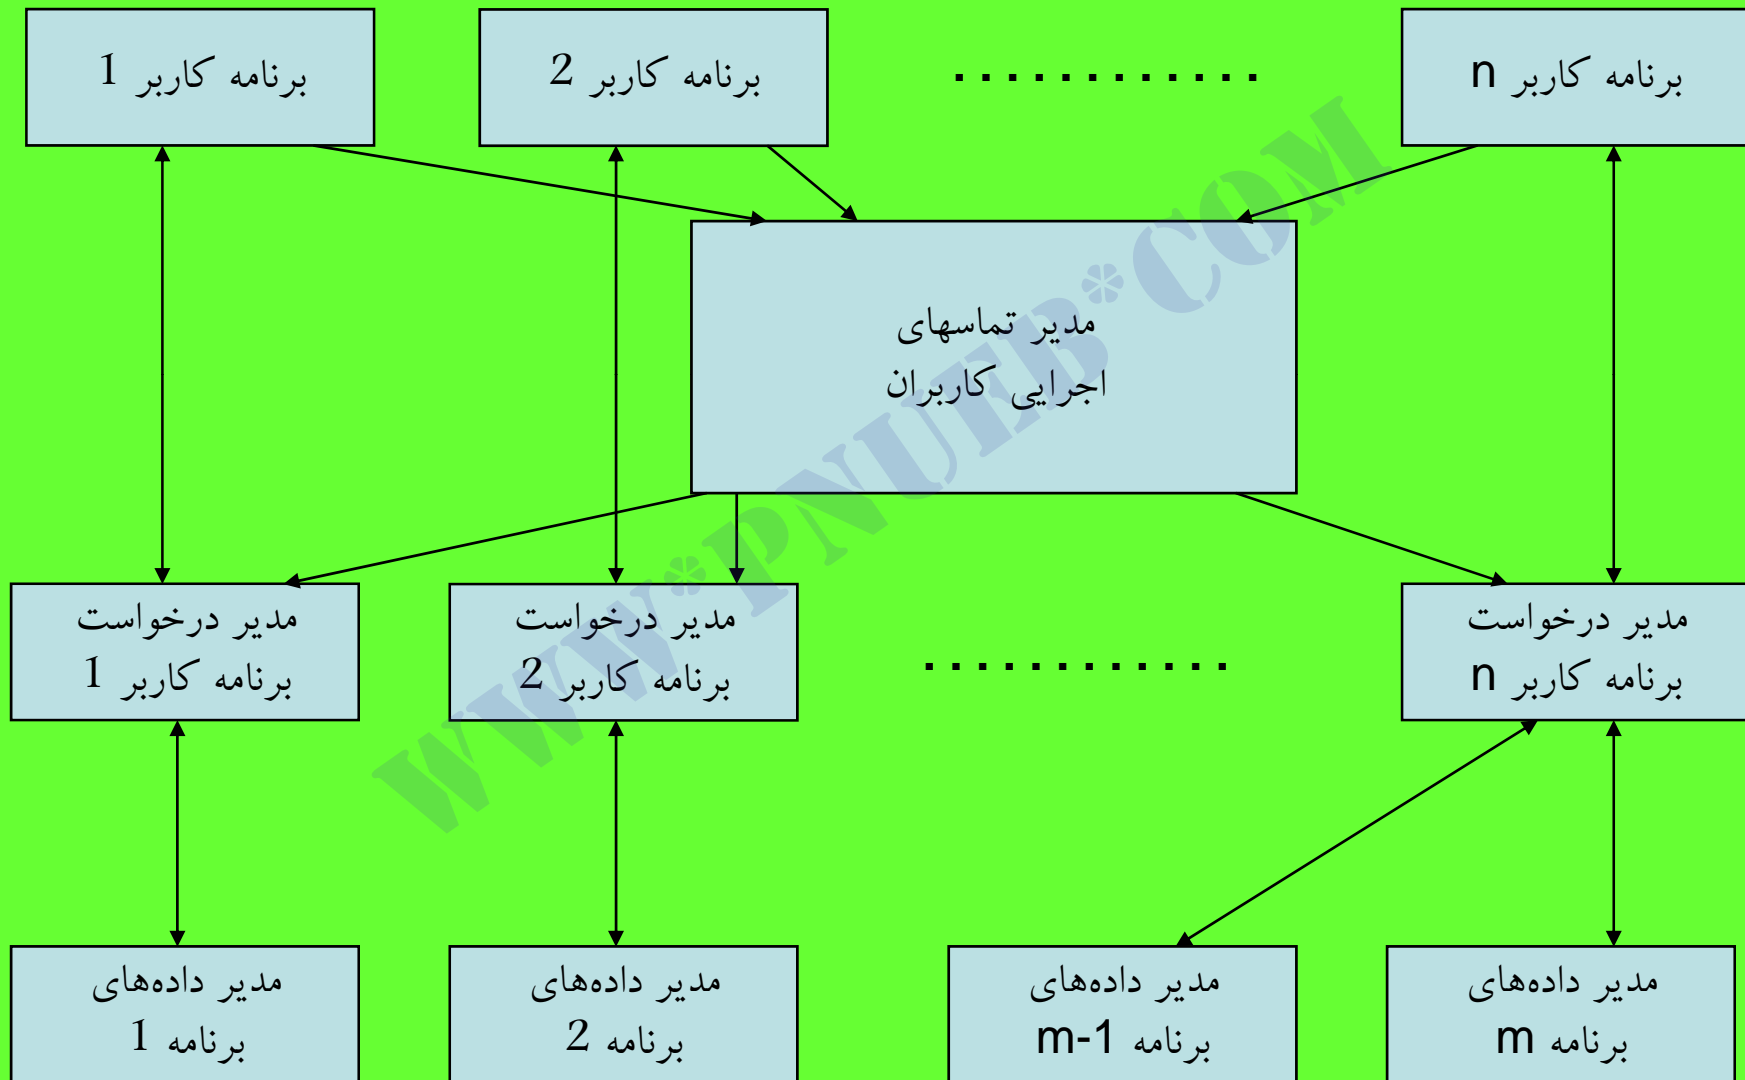 برنامه کاربر 1
برنامه کاربر 2
............
برنامه کاربر n
مدیر تماسهای
اجرایی کاربران
مدیر درخواست
برنامه کاربر 1
مدیر درخواست
برنامه کاربر 2
............
مدیر درخواست
برنامه کاربر n
مدیر داده‌های
برنامه 1
مدیر داده‌های
برنامه 2
مدیر داده‌های
برنامه m-1
مدیر داده‌های
برنامه m
WWW*PNUEB*COM